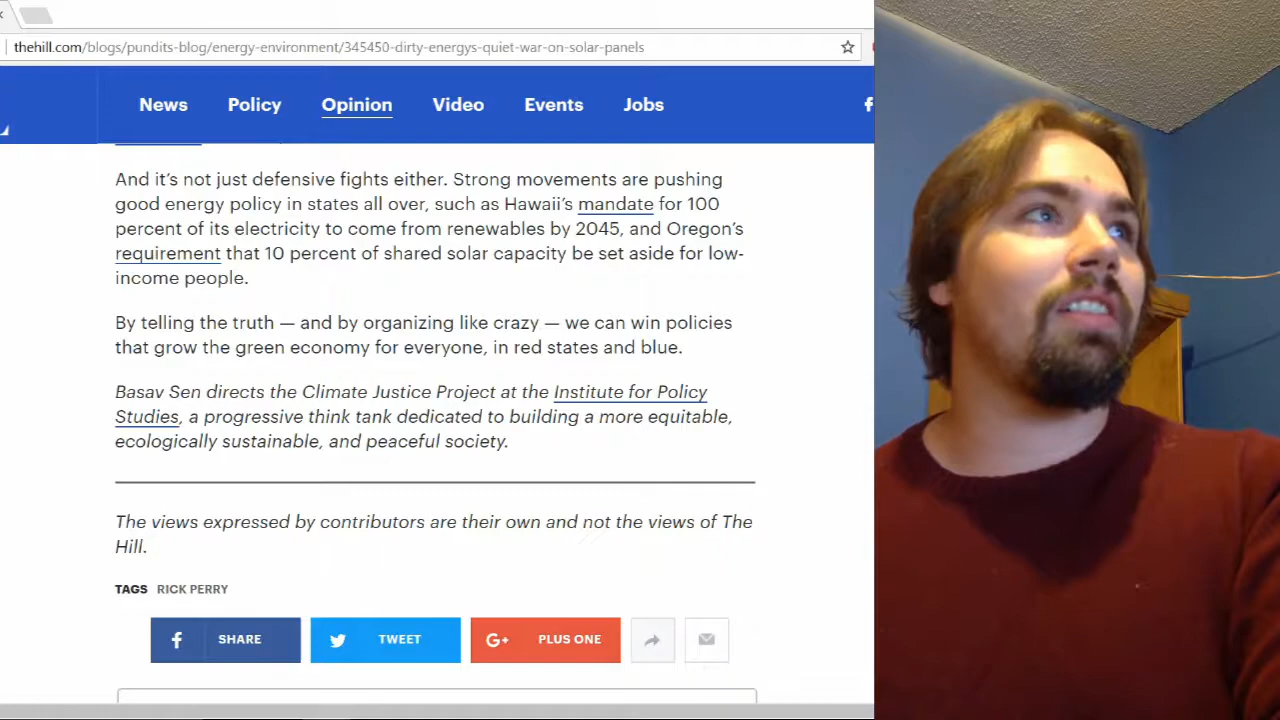 thehill.com/blogs/pundits-blog/energy-environment/345450-dirty-energys-quiet-war-on-solar-panels
News Policy Opinion Video Events Jobs
And it’s not just defensive fights either. Strong movements are pushing
good energy policy in states all over, such as Hawaii’s mandate for 100
percent of its electricity to come from renewables by 2045, and Oregon’s
requirement that 10 percent of shared solar capacity be set aside for low-
income people.
By telling the truth — and by organizing like crazy — we can win policies
that grow the green economy for everyone, in red states and blue.
Basav Sen directs the Climate Justice Project at the Institute for Policy
Studies, a progressive think tank dedicated to building a more equitable,
ecologically sustainable, and peaceful society.
The views expressed by contributors are their own and not the views of The
Hill.
TAGS RICK PERRY
f SHARE TWEET G+ PLUS ONE